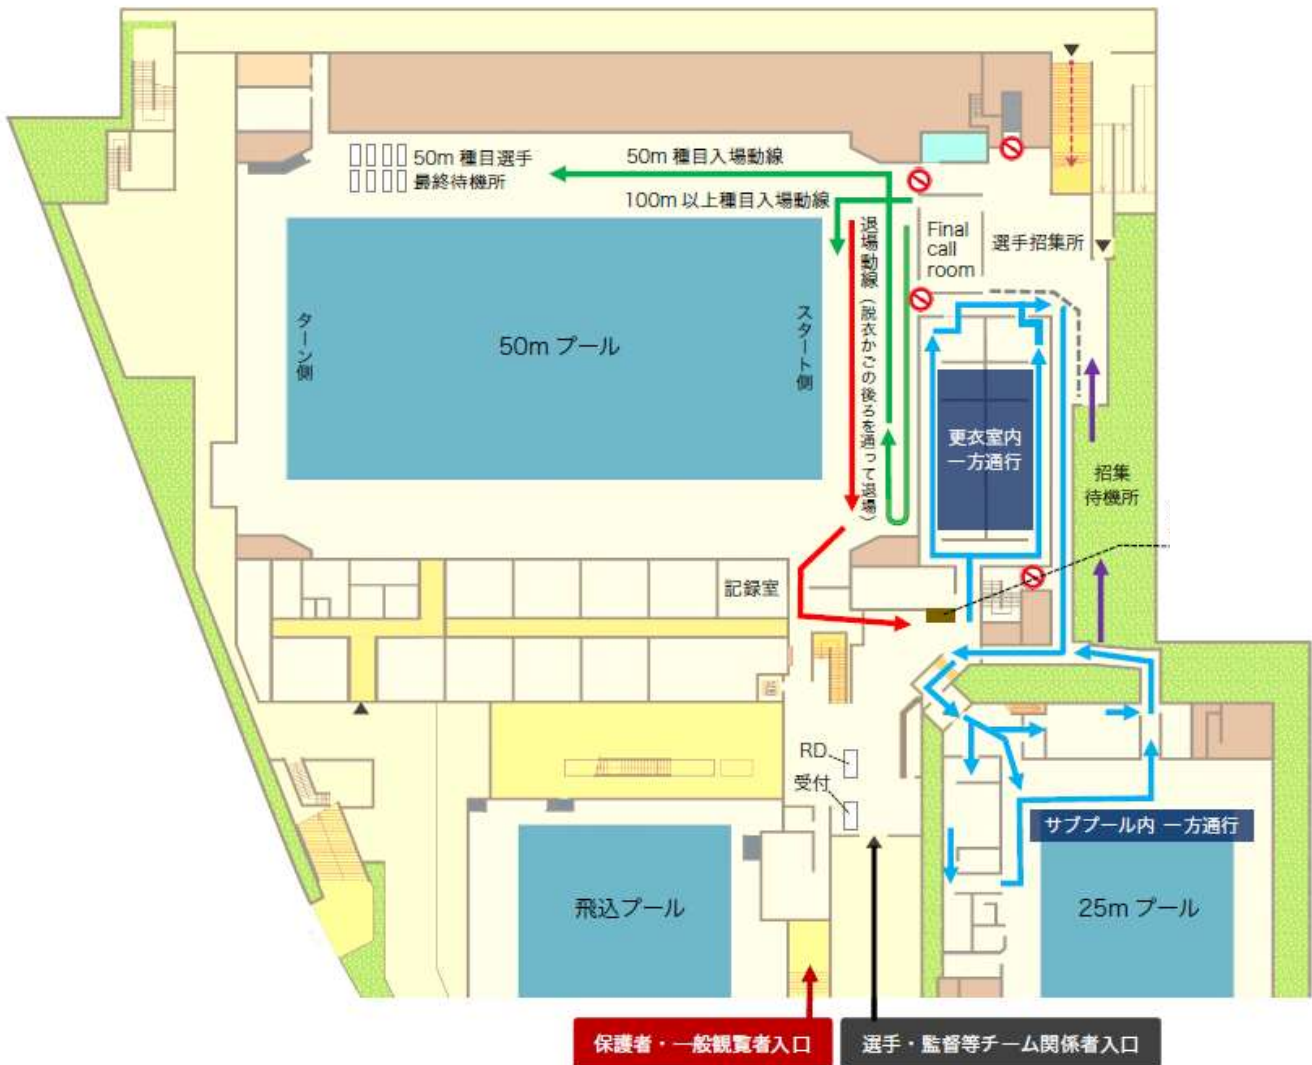 50m 種目選手
最終待機所
50m 種目入場動線
100m 以上種目入場動線
Final
call
room
選手招集所
退場動線（脱衣かごの後ろを通って退場）
ターン側
50m プール
スタート側
更衣室内
一方通行
招集
待機所
記録室
RD
受付
サブプール内 一方通行
飛込プール
25m プール
保護者・一般観覧者入口
選手・監督等チーム関係者入口